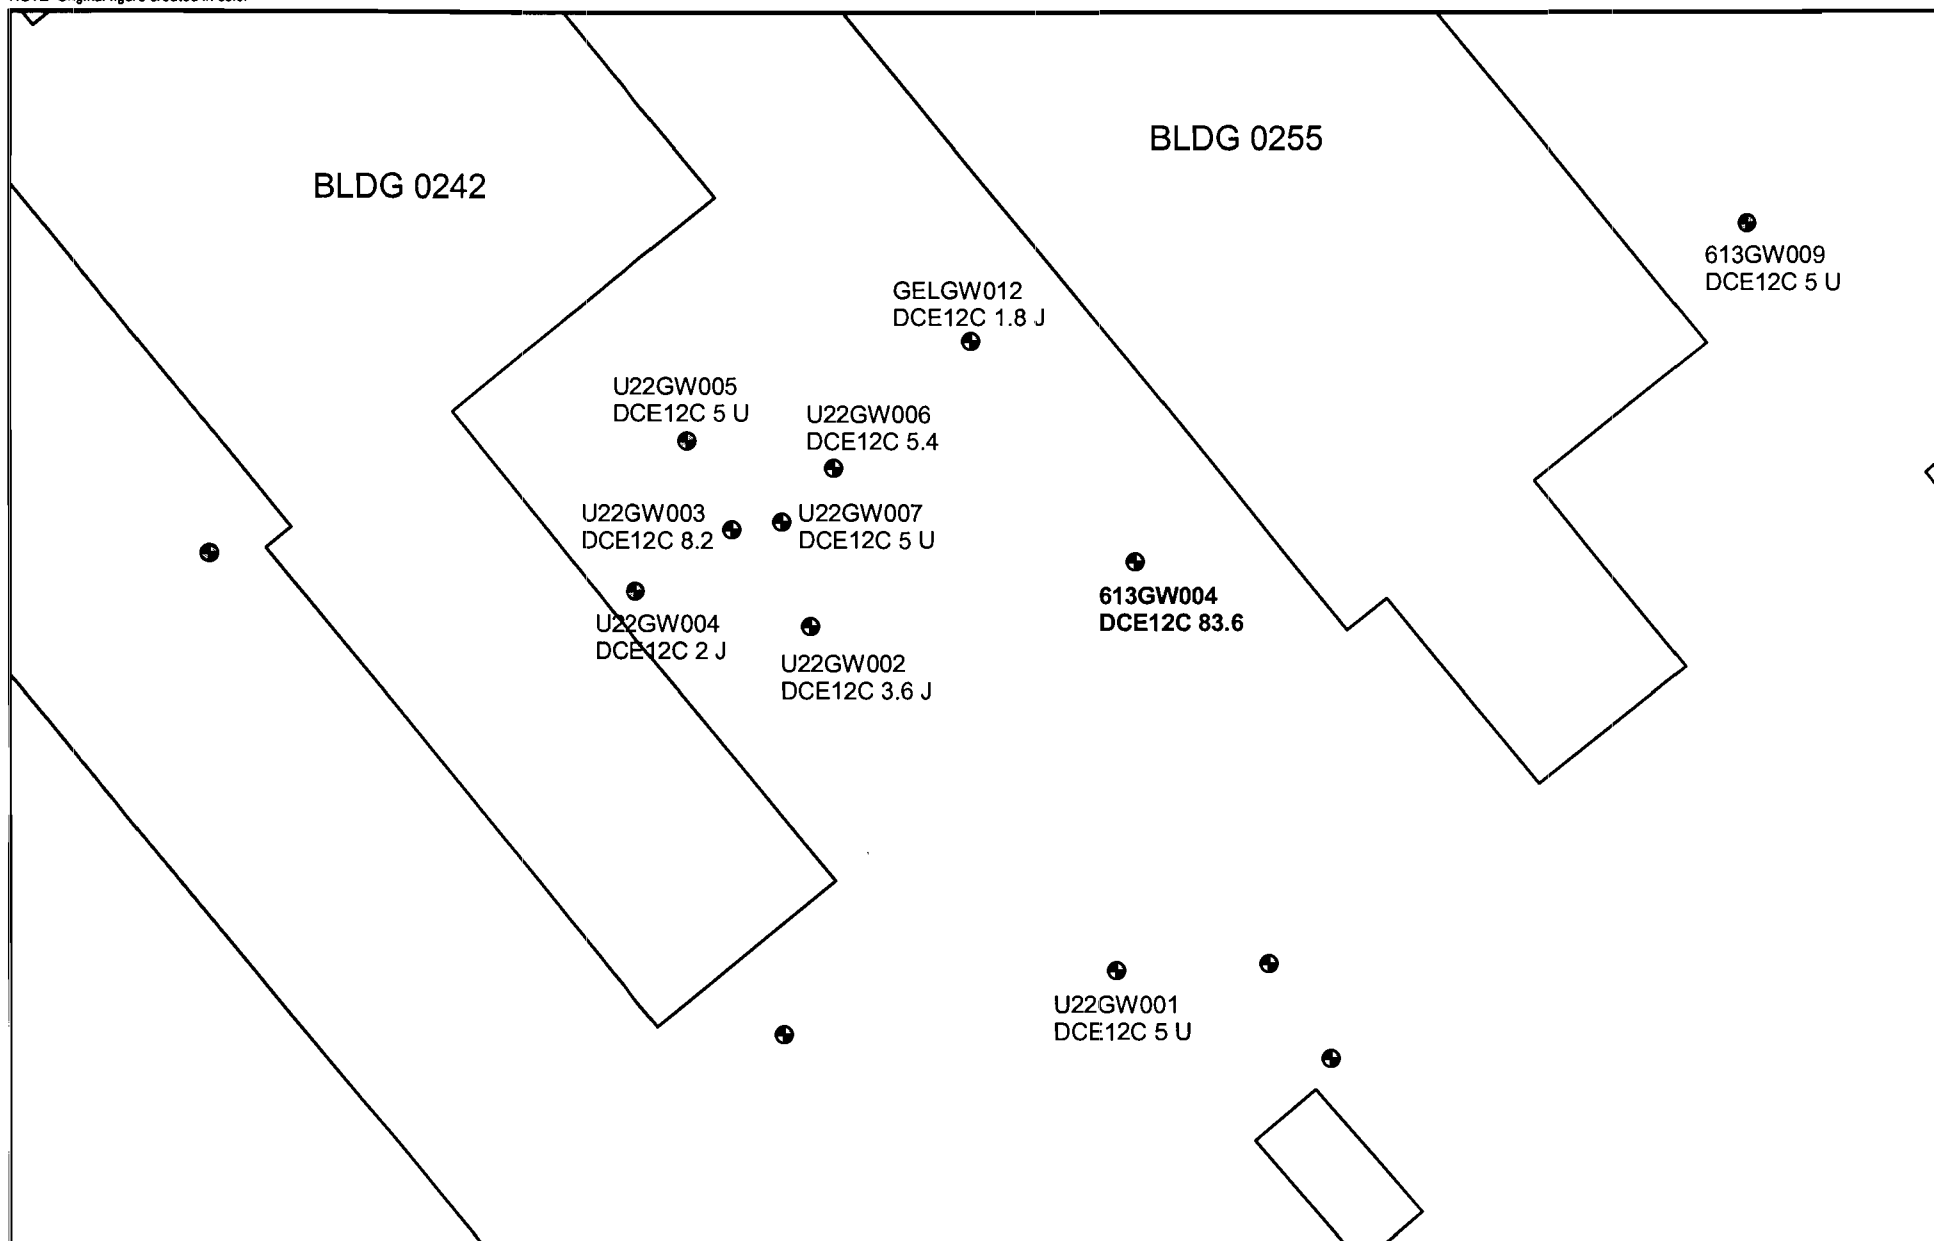 BLDG 0255
BLDG 0242
613GW009
DCE12C 5 U
GELGW012
DCE12C 1.8 J
U22GW005
DCE12C 5 U
U22GW006
DCE12C 5.4
U22GW003
DCE12C 8.2
U22GW007
DCE12C 5 U
613GW004
DCE12C 83.6
U22GW004
DCE12C 2 J
U22GW002
DCE12C 3.6 J
U22GW001
DCE12C 5 U